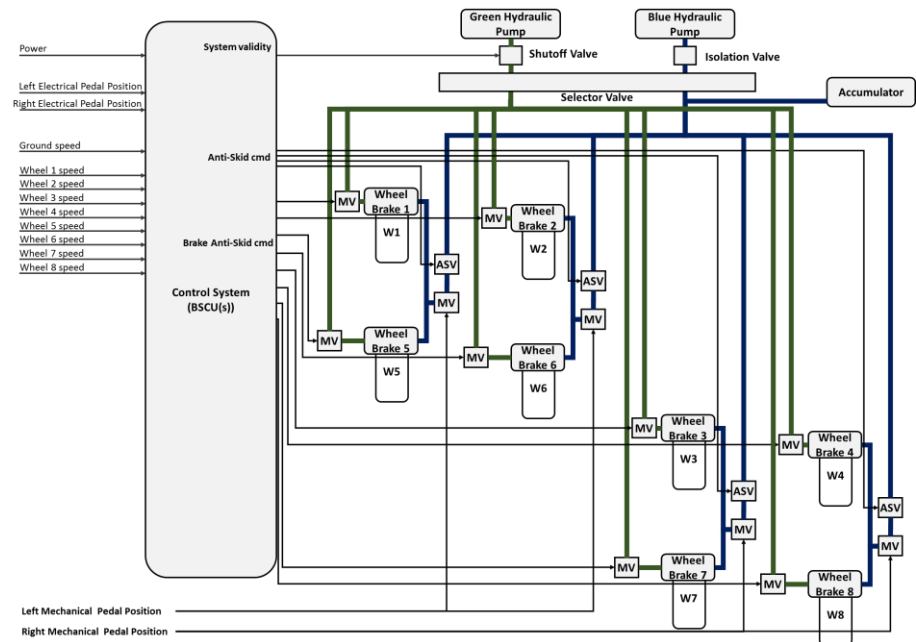 Green Hydraulic
Pump
Blue Hydraulic
Pump
System validity
Power
Shutoff Valve
Isolation Valve
Left Electrical Pedal Position
Right Electrical Pedal Position
Selector Valve
Accumulator
Ground speed
Anti-Skid cmd
Wheel 1 speed
Wheel 2 speed
Wheel 3 speed
Wheel 4 speed
Wheel 5 speed
Wheel 6 speed
Wheel 7 speed
Wheel 8 speed
Brake Anti-Skid cmd
Control System
(BSCU(s))
MV
Wheel
Brake 1
W1
MV
Wheel
Brake 2
W2
ASV
MV
ASV
MV
MV
Wheel
Brake 5
W5
MV
Wheel
Brake 6
W6
MV
Wheel
Brake 3
W3
MV
Wheel
Brake 4
W4
ASV
MV
ASV
MV
MV
Wheel
Brake 7
W7
MV
Wheel
Brake 8
W8
Left Mechanical Pedal Position
Right Mechanical Pedal Position